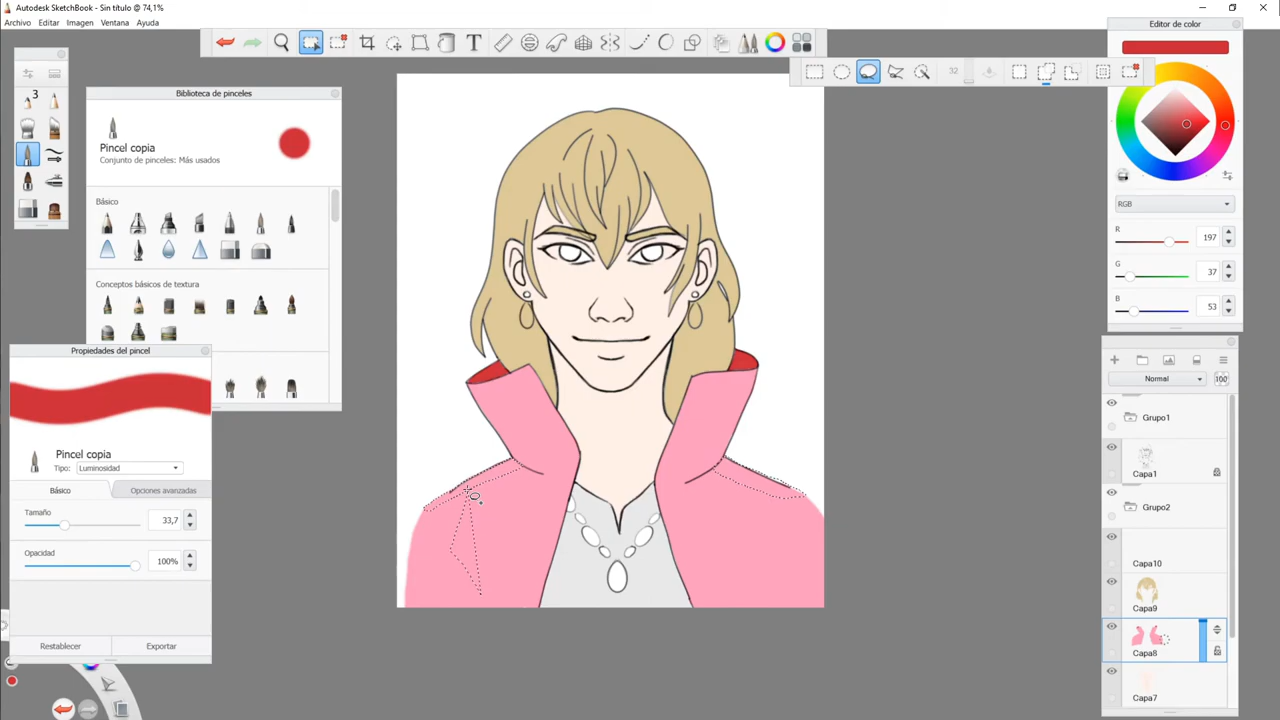 Autodesk SketchBook - Sin título @ 74,1%
Archivo Editar Imagen Ventana Ayuda
Editor de color
3
32
Biblioteca de pinceles
Pincel copia
Conjunto de pinceles: Más usados
Básico
Conceptos básicos de textura
RGB
R 197
G 37
B 53
Propiedades del pincel
Pincel copia
Tipo: Luminosidad
Básico Opciones avanzadas
Tamaño 33,7
Opacidad 100%
Restablecer Exportar
Normal 100
Grupo1
Capa1
Grupo2
Capa10
Capa9
Capa8
Capa7